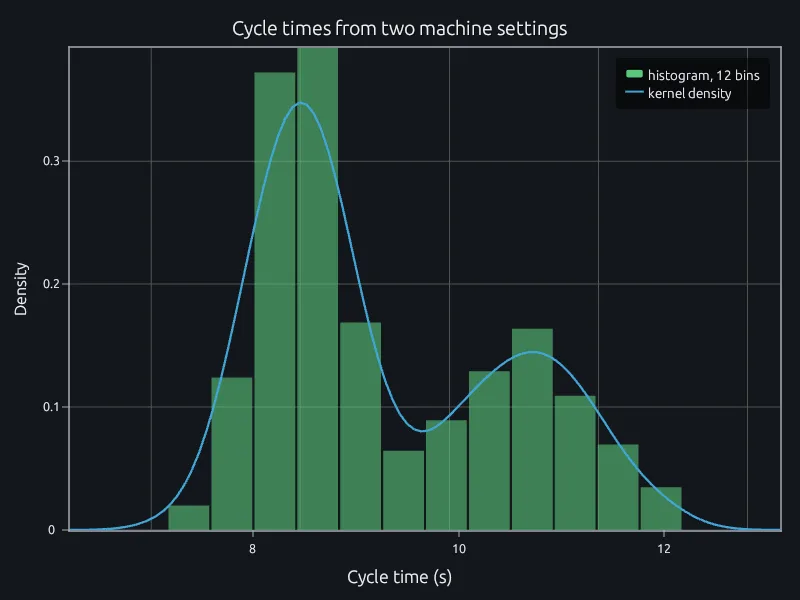 Cycle times from two machine settings
histogram, 12 bins
kernel density
Density
0.3
0.2
0.1
0
8
10
12
Cycle time (s)